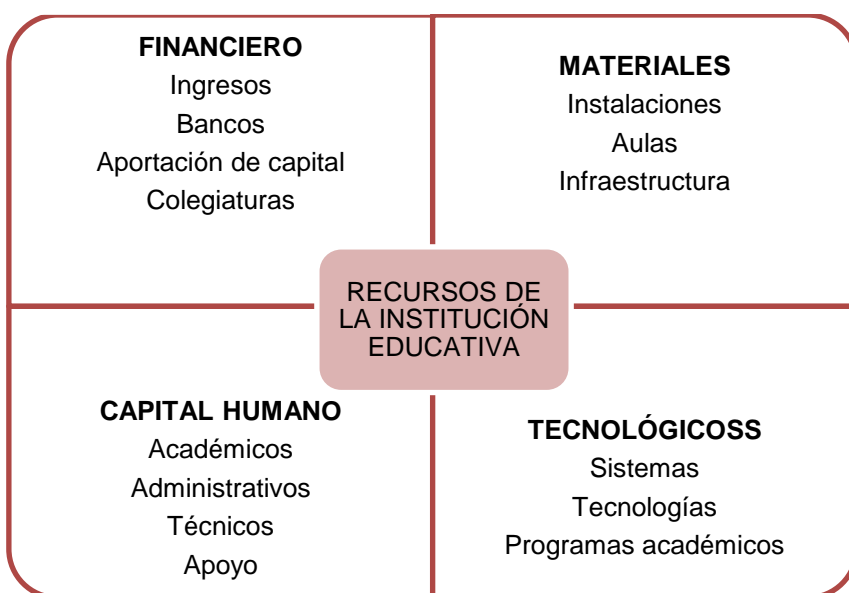 FINANCIERO
Ingresos
Bancos
Aportación de capital
Colegiaturas
MATERIALES
Instalaciones
Aulas
Infraestructura
RECURSOS DE
LA INSTITUCIÓN
EDUCATIVA
CAPITAL HUMANO
Académicos
Administrativos
Técnicos
Apoyo
TECNOLÓGICOSS
Sistemas
Tecnologías
Programas académicos